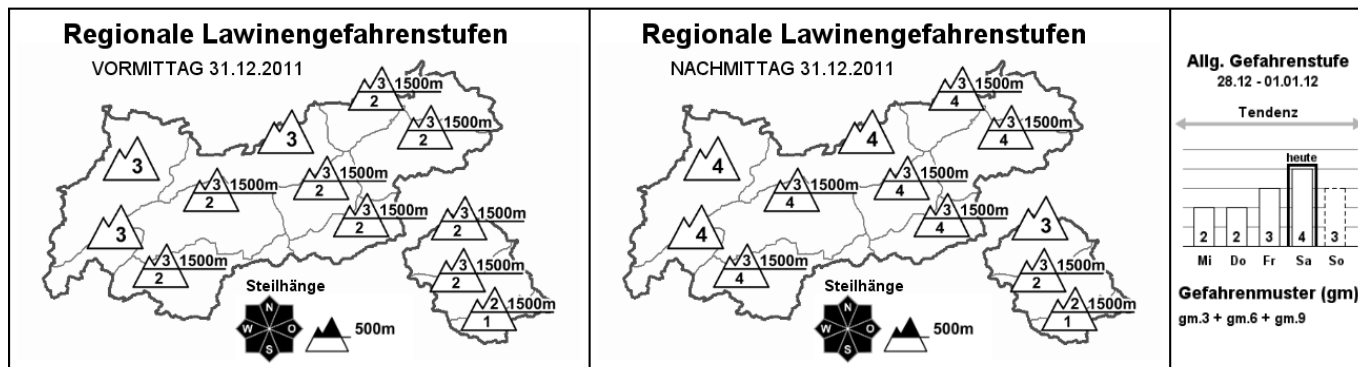 Regionale Lawinengefahrenstufen
VORMITTAG 31.12.2011
3 1500m
2
3
3 1500m
2
3
3 1500m
2
3 1500m
2
3 1500m
2
3 1500m
2
3
3 1500m
2
3 1500m
2
2 1500m
1
Steilhänge
N
W O
S
500m
Regionale Lawinengefahrenstufen
NACHMITTAG 31.12.2011
3 1500m
4
4
3 1500m
4
4
3 1500m
4
3 1500m
4
3 1500m
4
3
4
3 1500m
4
3 1500m
2
2 1500m
1
Steilhänge
N
W O
S
500m
Allg. Gefahrenstufe
28.12 - 01.01.12
Tendenz
heute
2 2 3 4 3
Mi Do Fr Sa So
Gefahrenmuster (gm)
gm.3 + gm.6 + gm.9